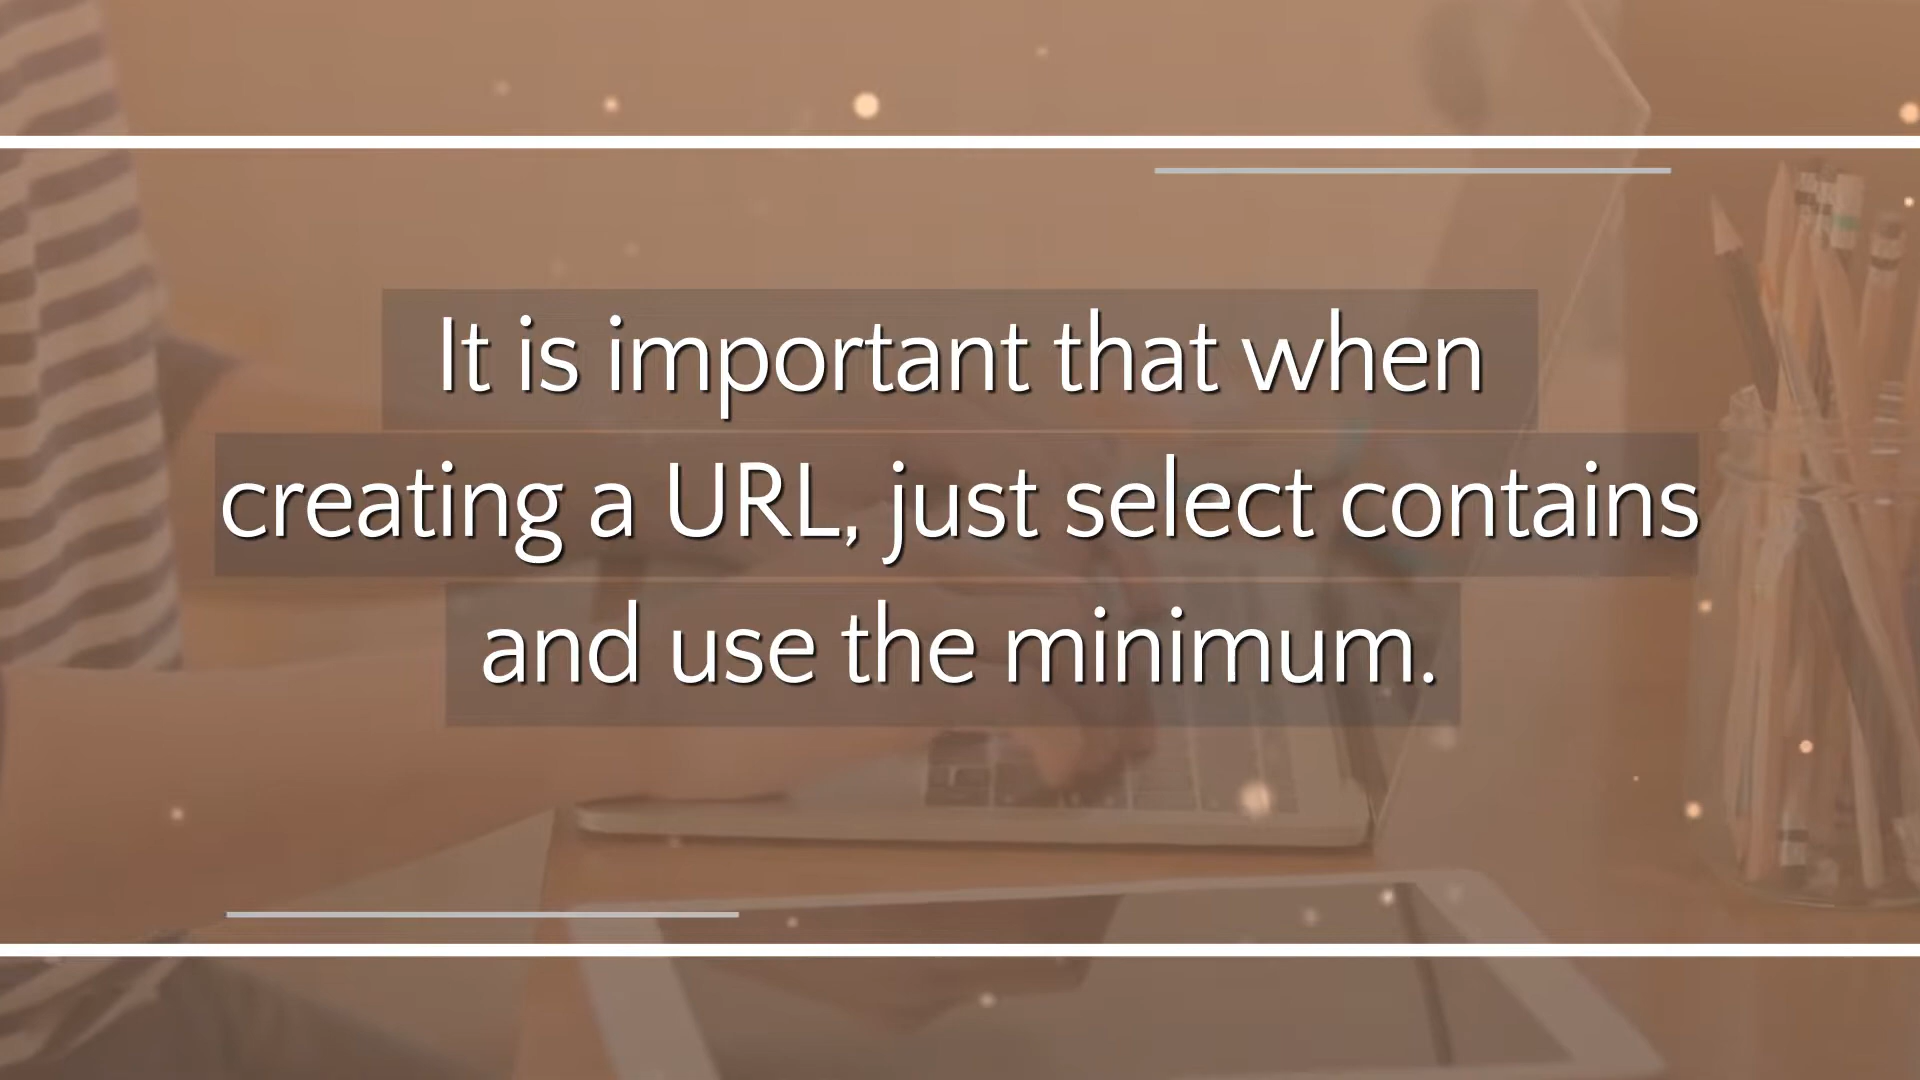 It is important that when
creating a URL, just select contains
and use the minimum.